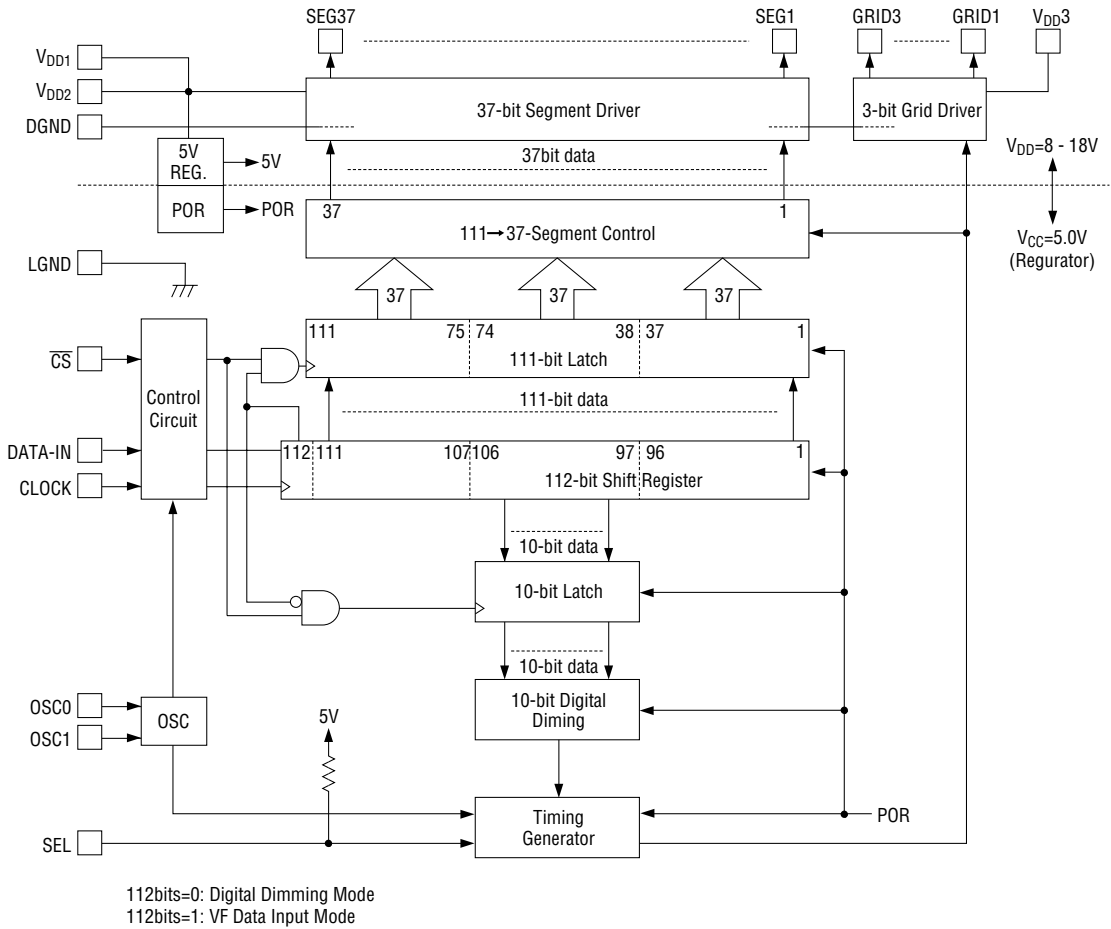 SEG37 SEG1 GRID3 GRID1 VDD3
VDD1
VDD2
37-bit Segment Driver 3-bit Grid Driver
DGND
5V
REG.
5V
37bit data
VDD=8 - 18V
POR
POR
37 1
111→37-Segment Control
VCC=5.0V
(Regurator)
LGND
37 37 37
111 75 74 38 37 1
111-bit Latch
CS
Control
Circuit
111-bit data
DATA-IN
112 111 107 106 97 96 1
112-bit Shift Register
CLOCK
10-bit data
10-bit Latch
10-bit data
10-bit Digital
Diming
OSC0
OSC
OSC1
5V
Timing
Generator
POR
SEL
112bits=0: Digital Dimming Mode
112bits=1: VF Data Input Mode